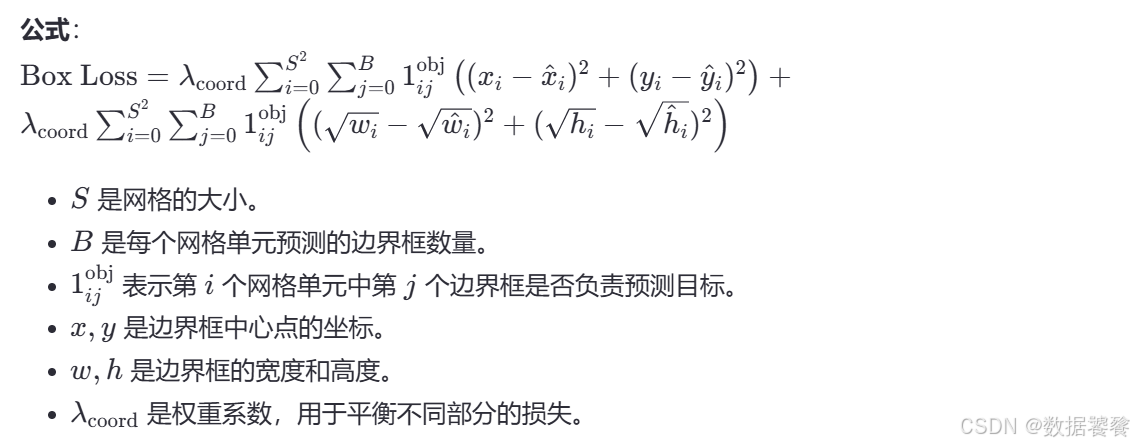 公式：
Box Loss = λ_coord ∑_{i=0}^{S^2} ∑_{j=0}^{B} 1_{ij}^{obj} ((x_i − x̂_i)^2 + (y_i − ŷ_i)^2) +
λ_coord ∑_{i=0}^{S^2} ∑_{j=0}^{B} 1_{ij}^{obj} ((√w_i − √ŵ_i)^2 + (√h_i − √ĥ_i)^2)
• S 是网格的大小。
• B 是每个网格单元预测的边界框数量。
• 1_{ij}^{obj} 表示第 i 个网格单元中第 j 个边界框是否负责预测目标。
• x, y 是边界框中心点的坐标。
• w, h 是边界框的宽度和高度。
• λ_coord 是权重系数，用于平衡不同部分的损失。
CSDN @数据饕餮